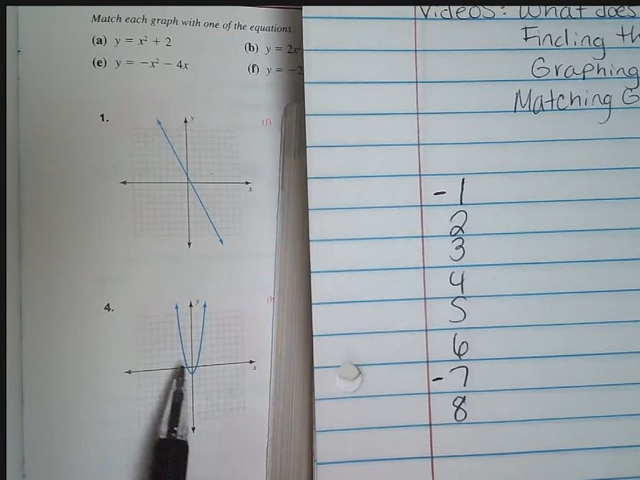 Match each graph with one of the equations.
(a) y = x² + 2
(b) y = 2x
(e) y = −x² − 4x
(f) y = −2
1.
y
(f)
x
4.
y
(h
x
Videos: What does
Finding th
Graphing
Matching G
-1
2
3
4
5
6
-7
8